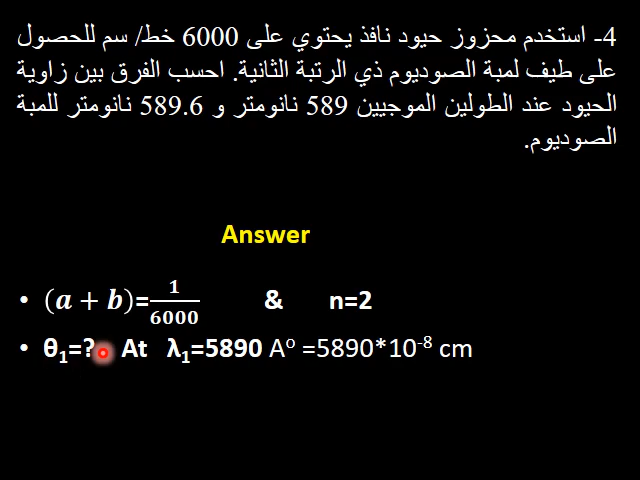 4- استخدم محزوز حيود نافذ يحتوي على 6000 خط/ سم للحصول
على طيف لمبة الصوديوم ذي الرتبة الثانية. احسب الفرق بين زاوية
الحيود عند الطولين الموجيين 589 نانومتر و 589.6 نانومتر للمبة
الصوديوم.
Answer
• (a + b)=1/6000 & n=2
• θ₁=? At λ₁=5890 Aᵒ =5890*10⁻⁸ cm